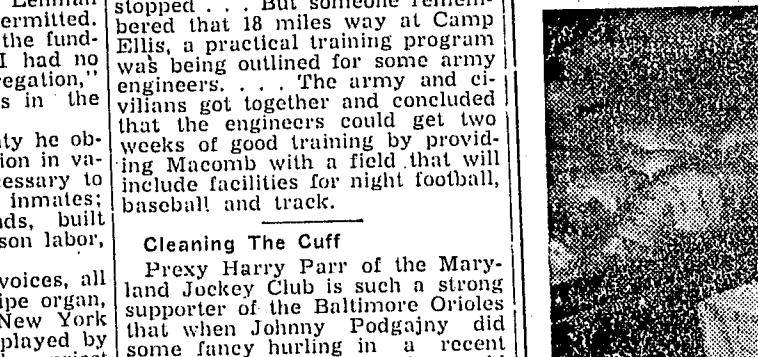 Lehman
ermitted.
the fund-
I had no
regation,"
s in the
ty he ob-
ion in va-
cessary to
inmates;
nds, built
son labor,
voices, all
ipe organ,
New York
played by
stopped . . . But someone remem-
bered that 18 miles way at Camp
Ellis, a practical training program
was being outlined for some army
engineers. . . . The army and ci-
vilians got together and concluded
that the engineers could get two
weeks of good training by provid-
ing Macomb with a field that will
include facilities for night football,
baseball and track.
Cleaning The Cuff
Prexy Harry Parr of the Mary-
land Jockey Club is such a strong
supporter of the Baltimore Orioles
that when Johnny Podgajny did
some fancy hurling in a recent